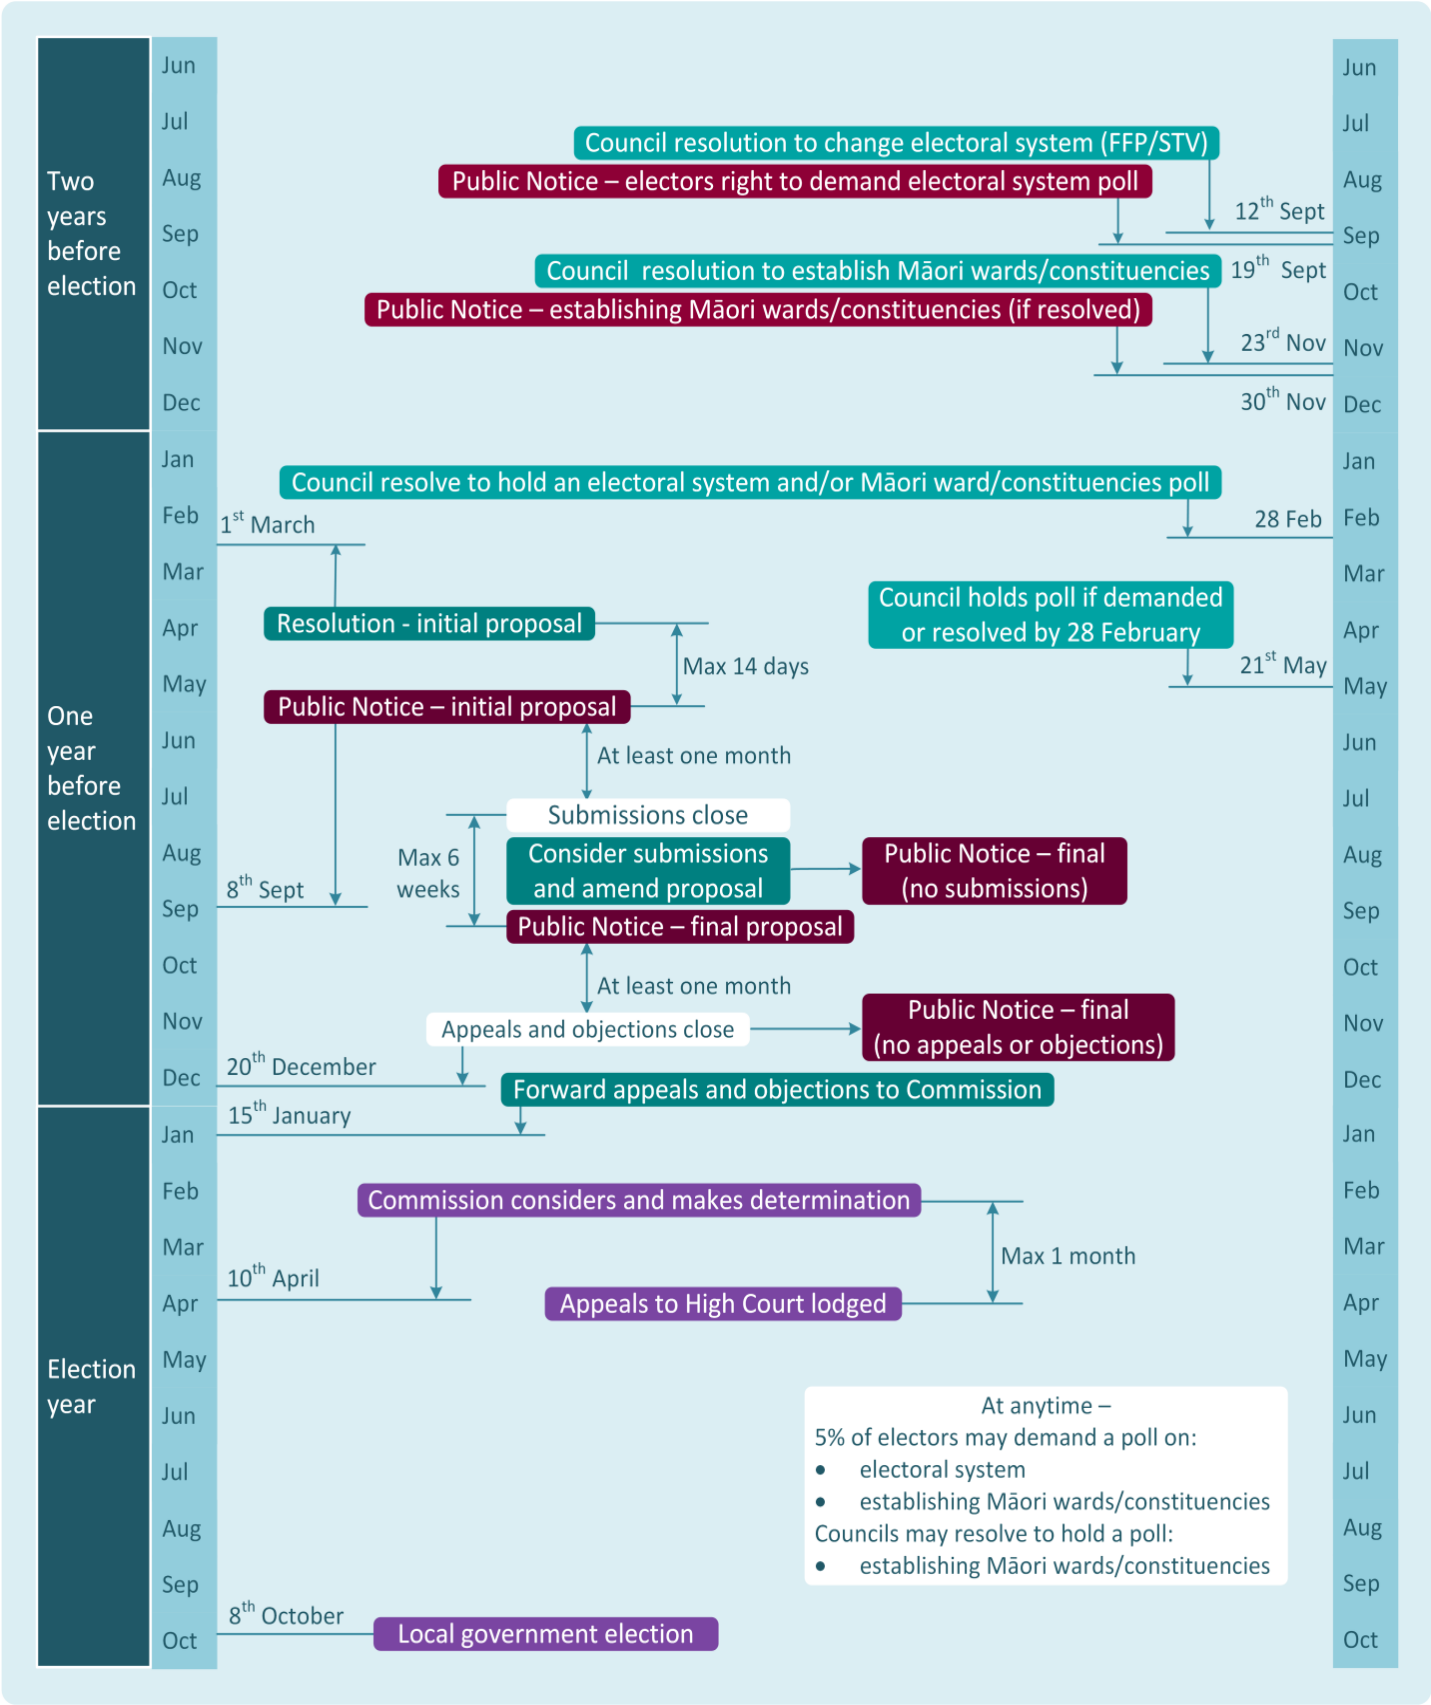 Two
years
before
election
Jun
Jul
Aug
Sep
Oct
Nov
Dec
Council resolution to change electoral system (FFP/STV)
Public Notice – electors right to demand electoral system poll
12th Sept
Council  resolution to establish Māori wards/constituencies
19th Sept
Public Notice – establishing Māori wards/constituencies (if resolved)
23rd Nov
30th Nov
Jun
Jul
Aug
Sep
Oct
Nov
Dec
One
year
before
election
Jan
Feb
Mar
Apr
May
Jun
Jul
Aug
Sep
Oct
Nov
Dec
Council resolve to hold an electoral system and/or Māori ward/constituencies poll
1st March
28 Feb
Resolution - initial proposal
Council holds poll if demanded
or resolved by 28 February
Max 14 days
21st May
Public Notice – initial proposal
At least one month
Submissions close
Max 6
weeks
Consider submissions
and amend proposal
Public Notice – final
(no submissions)
8th Sept
Public Notice – final proposal
At least one month
Appeals and objections close
Public Notice – final
(no appeals or objections)
20th December
Forward appeals and objections to Commission
Jan
Feb
Mar
Apr
May
Jun
Jul
Aug
Sep
Oct
Nov
Dec
Election
year
Jan
Feb
Mar
Apr
May
Jun
Jul
Aug
Sep
Oct
15th January
Commission considers and makes determination
Max 1 month
10th April
Appeals to High Court lodged
At anytime –
5% of electors may demand a poll on:
• electoral system
• establishing Māori wards/constituencies
Councils may resolve to hold a poll:
• establishing Māori wards/constituencies
8th October
Local government election
Jan
Feb
Mar
Apr
May
Jun
Jul
Aug
Sep
Oct